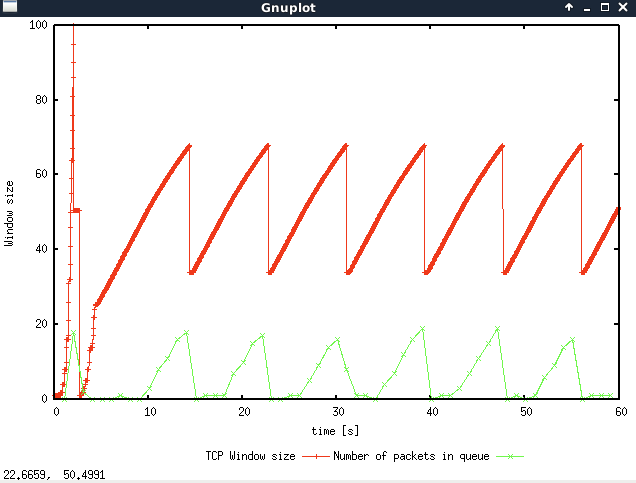 Gnuplot
100
80
60
40
20
0
Window size
0 10 20 30 40 50 60
time [s]
TCP Window size Number of packets in queue
22.6659, 50.4991